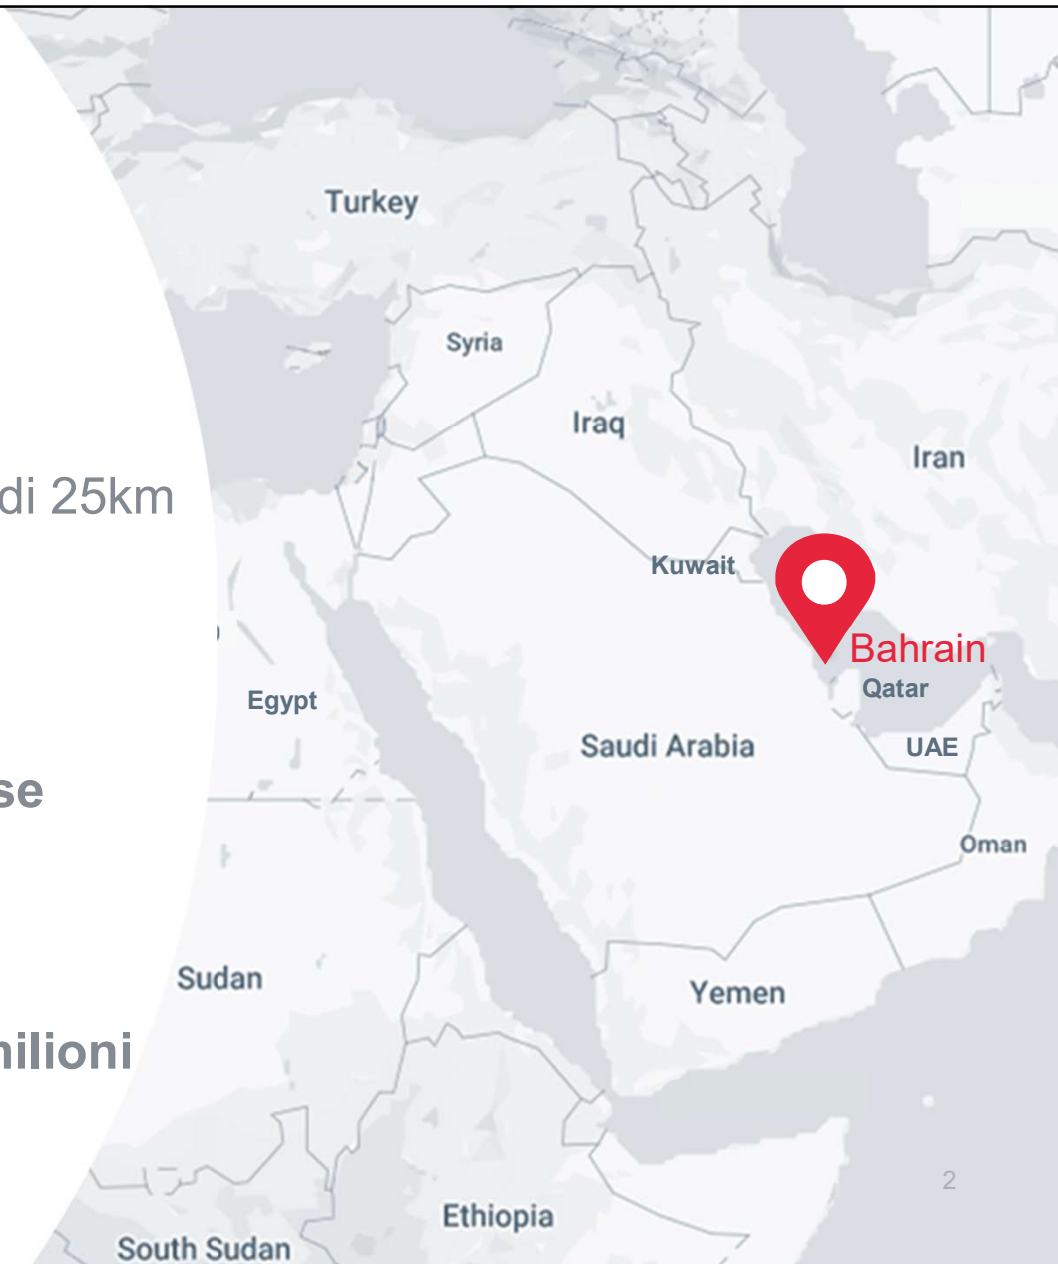 Turkey
Syria
Iraq
Iran
di 25km
Kuwait
Bahrain
Qatar
Egypt
Saudi Arabia
UAE
se
Oman
Sudan
Yemen
nilioni
2
Ethiopia
South Sudan